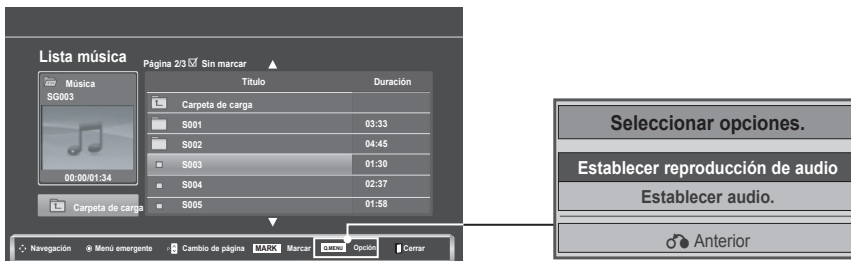 Lista música
Página 2/3 Sin marcar
Música
SG003
00:00/01:34
Carpeta de carga
Título Duración
Carpeta de carga
S001 03:33
S002 04:45
S003 01:30
S004 02:37
S005 01:58
Navegación Menú emergente Cambio de página MARK Marcar Q.MENU Opción Cerrar
Seleccionar opciones.
Establecer reproducción de audio
Establecer audio.
Anterior